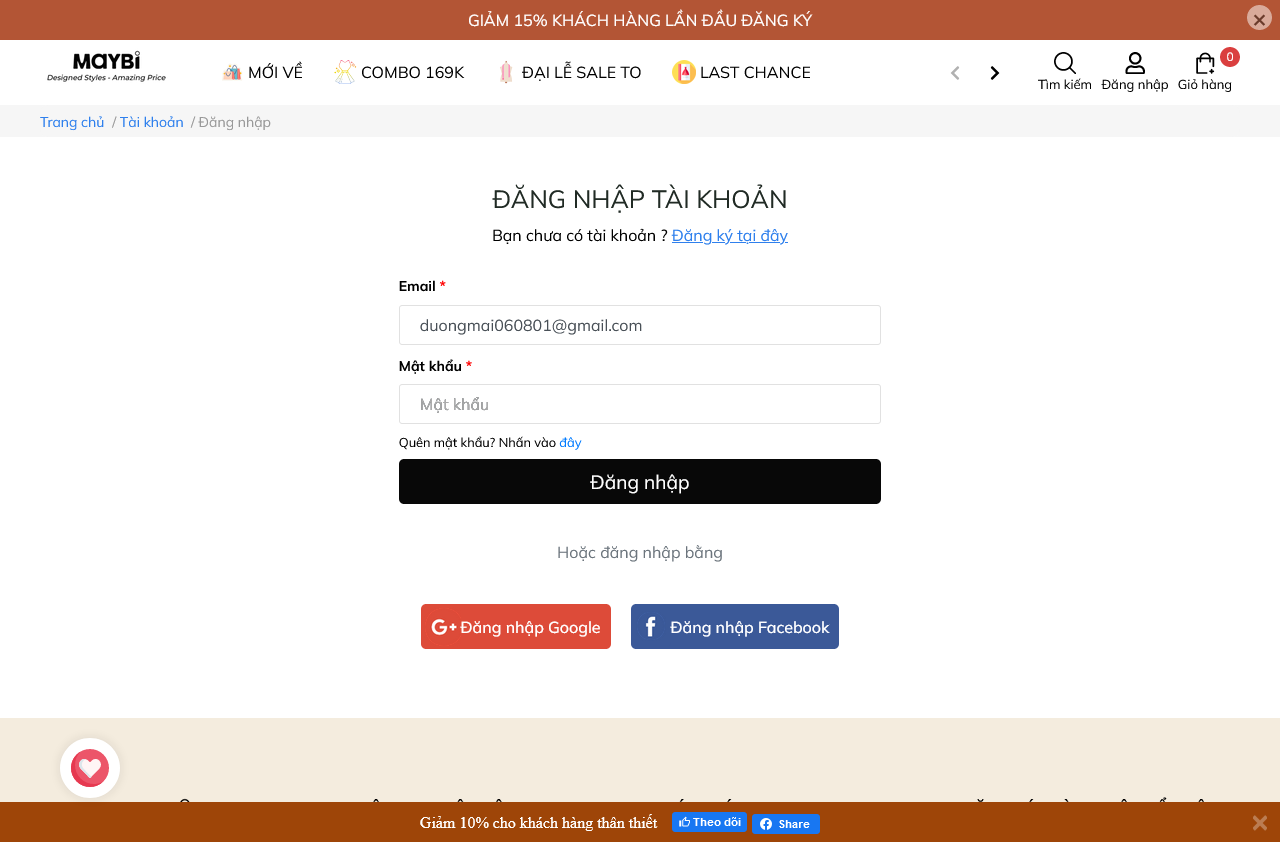 GIẢM 15% KHÁCH HÀNG LẦN ĐẦU ĐĂNG KÝ
MAYBi
Designed Styles - Amazing Price
MỚI VỀ
COMBO 169K
ĐẠI LỄ SALE TO
LAST CHANCE
Tìm kiếm
Đăng nhập
0
Giỏ hàng
Trang chủ / Tài khoản / Đăng nhập
ĐĂNG NHẬP TÀI KHOẢN
Bạn chưa có tài khoản ? Đăng ký tại đây
Email *
duongmai060801@gmail.com
Mật khẩu *
Mật khẩu
Quên mật khẩu? Nhấn vào đây
Đăng nhập
Hoặc đăng nhập bằng
G+ Đăng nhập Google
f Đăng nhập Facebook
Giảm 10% cho khách hàng thân thiết
Theo dõi
Share